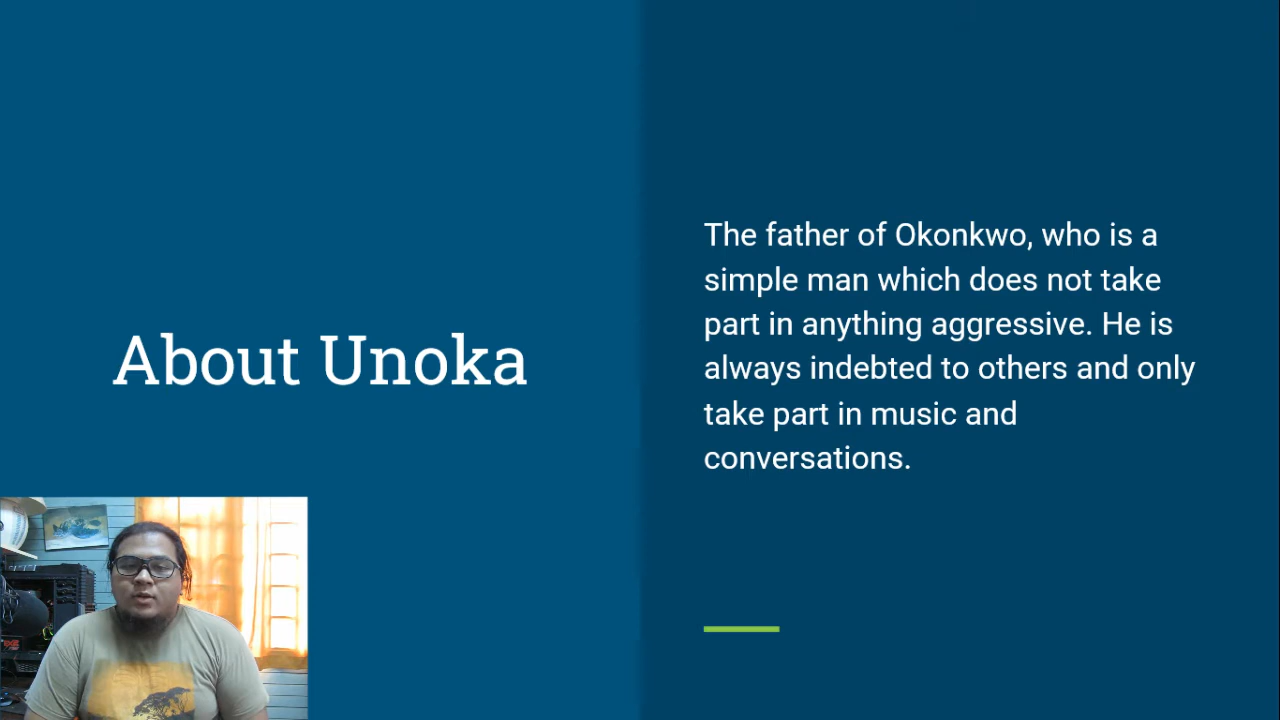 About Unoka
The father of Okonkwo, who is a
simple man which does not take
part in anything aggressive. He is
always indebted to others and only
take part in music and
conversations.